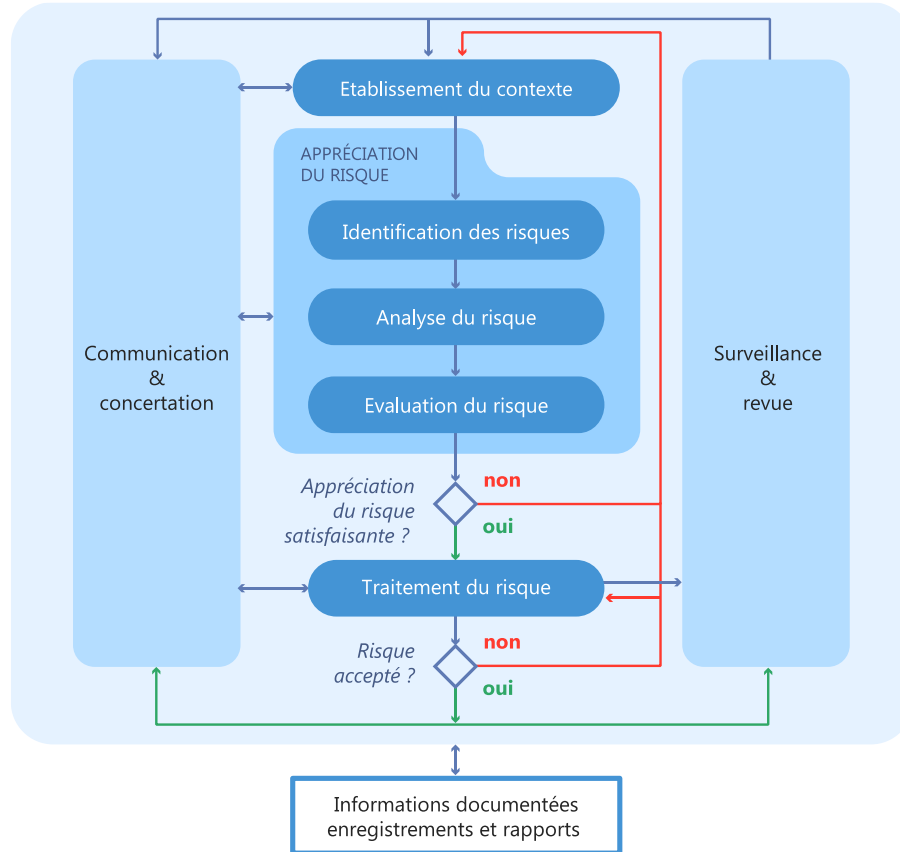 Etablissement du contexte
APPRÉCIATION
DU RISQUE
Identification des risques
Analyse du risque
Communication
&
concertation
Surveillance
&
revue
Evaluation du risque
Appréciation
du risque
satisfaisante ?
non
oui
Traitement du risque
Risque
accepté ?
non
oui
Informations documentées
enregistrements et rapports